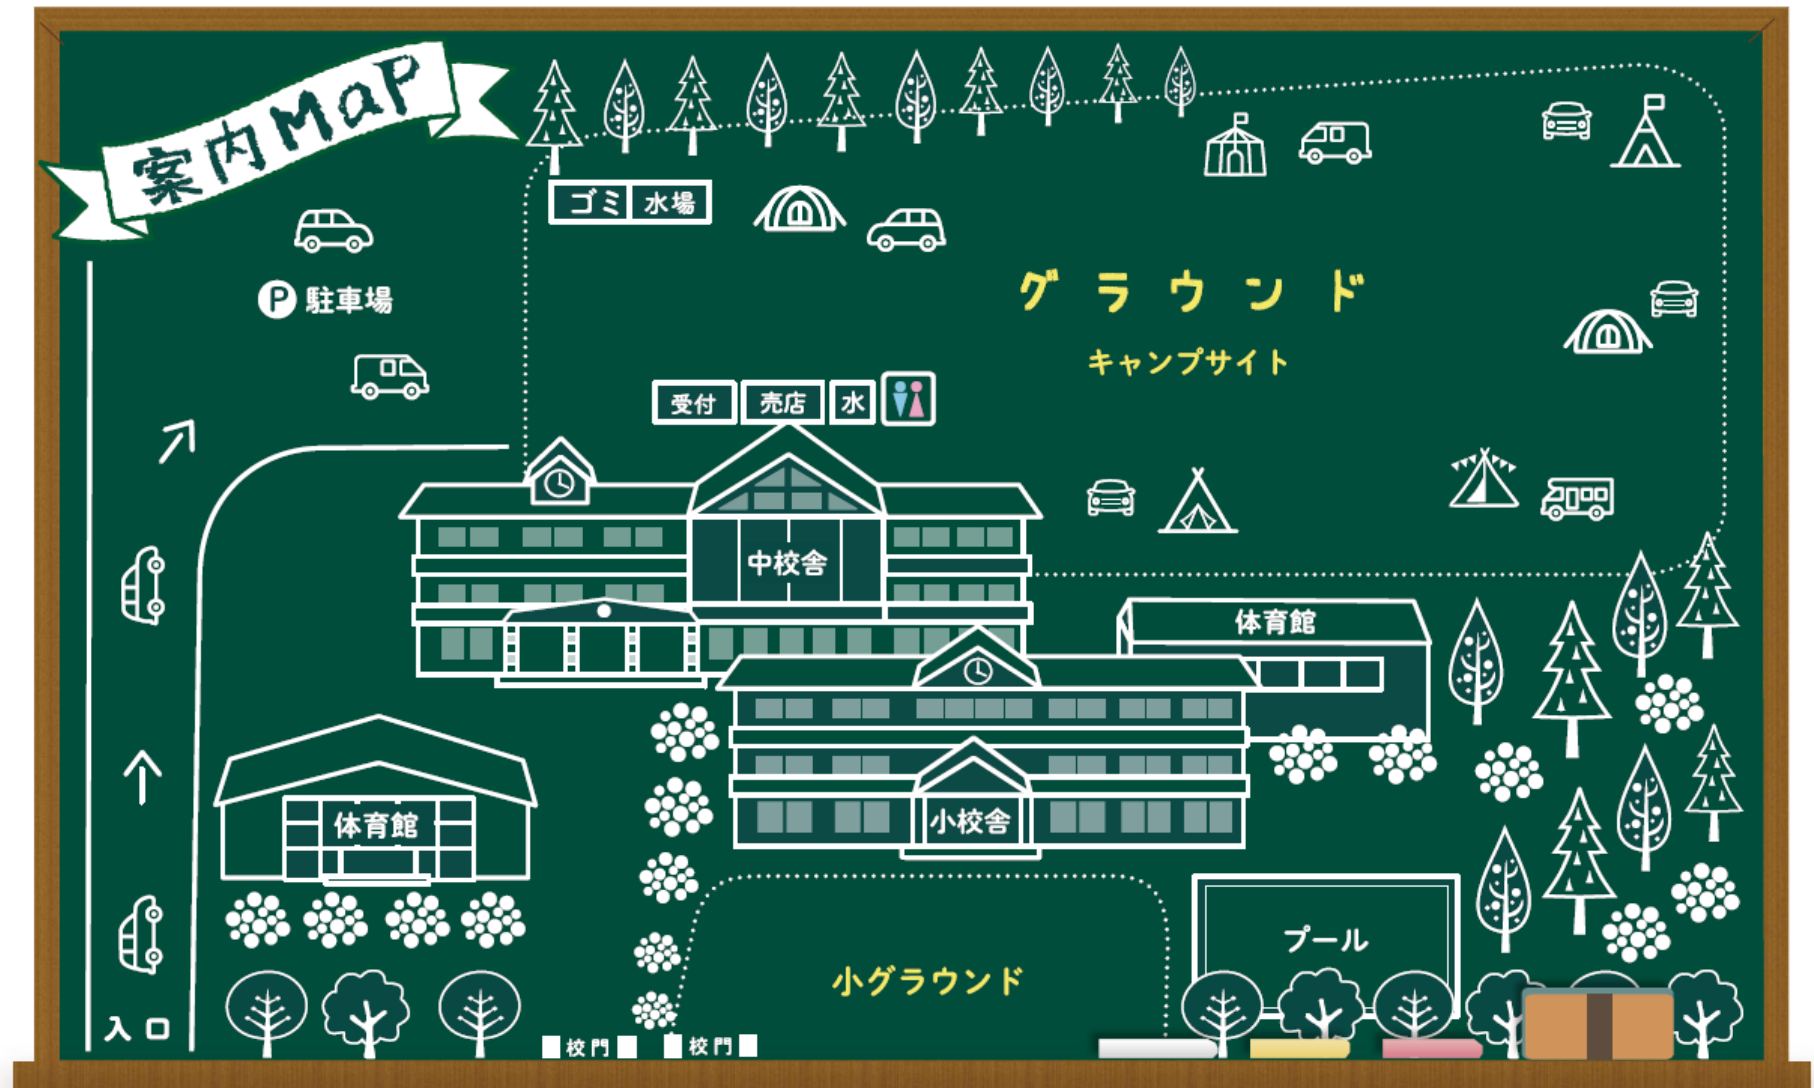 案内MaP
ゴミ 水場
P 駐車場
グラウンド
キャンプサイト
受付 売店 水
中校舎
体育館
体育館
小校舎
プール
小グラウンド
入口
校門 校門